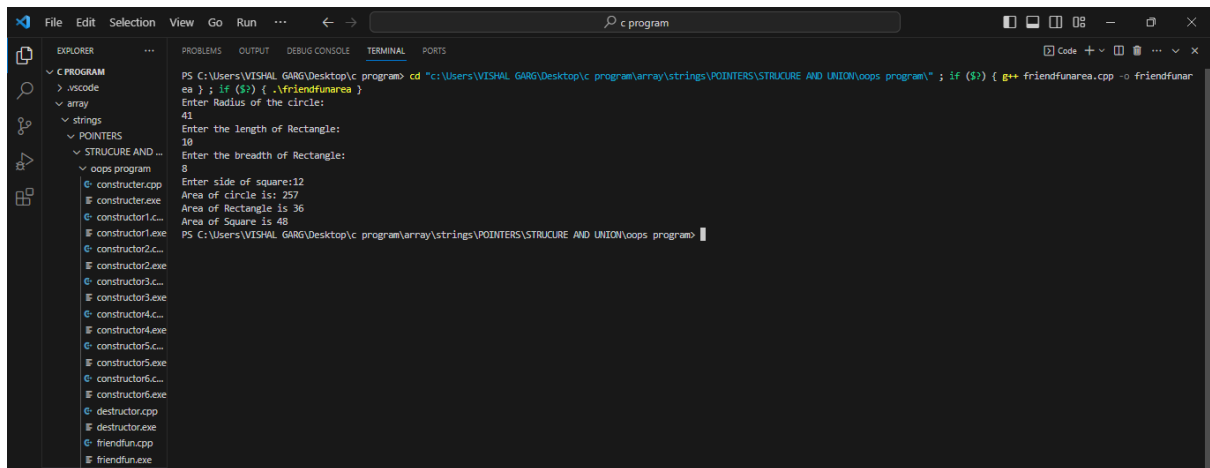 File Edit Selection View Go Run ··· ← → c program
EXPLORER ···
C PROGRAM
.vscode
array
strings
POINTERS
STRUCURE AND ...
oops program
constructer.cpp
constructer.exe
constructor1.c...
constructor1.exe
constructor2.c...
constructor2.exe
constructor3.c...
constructor3.exe
constructor4.c...
constructor4.exe
constructor5.c...
constructor5.exe
constructor6.c...
constructor6.exe
destructor.cpp
destructor.exe
friendfun.cpp
friendfun.exe
PROBLEMS OUTPUT DEBUG CONSOLE TERMINAL PORTS Code
PS C:\Users\VISHAL GARG\Desktop\c program> cd "c:\Users\VISHAL GARG\Desktop\c program\array\strings\POINTERS\STRUCURE AND UNION\oops program\" ; if ($?) { g++ friendfunarea.cpp -o friendfunar
ea } ; if ($?) { .\friendfunarea }
Enter Radius of the circle:
41
Enter the length of Rectangle:
10
Enter the breadth of Rectangle:
8
Enter side of square:12
Area of circle is: 257
Area of Rectangle is 36
Area of Square is 48
PS C:\Users\VISHAL GARG\Desktop\c program\array\strings\POINTERS\STRUCURE AND UNION\oops program>